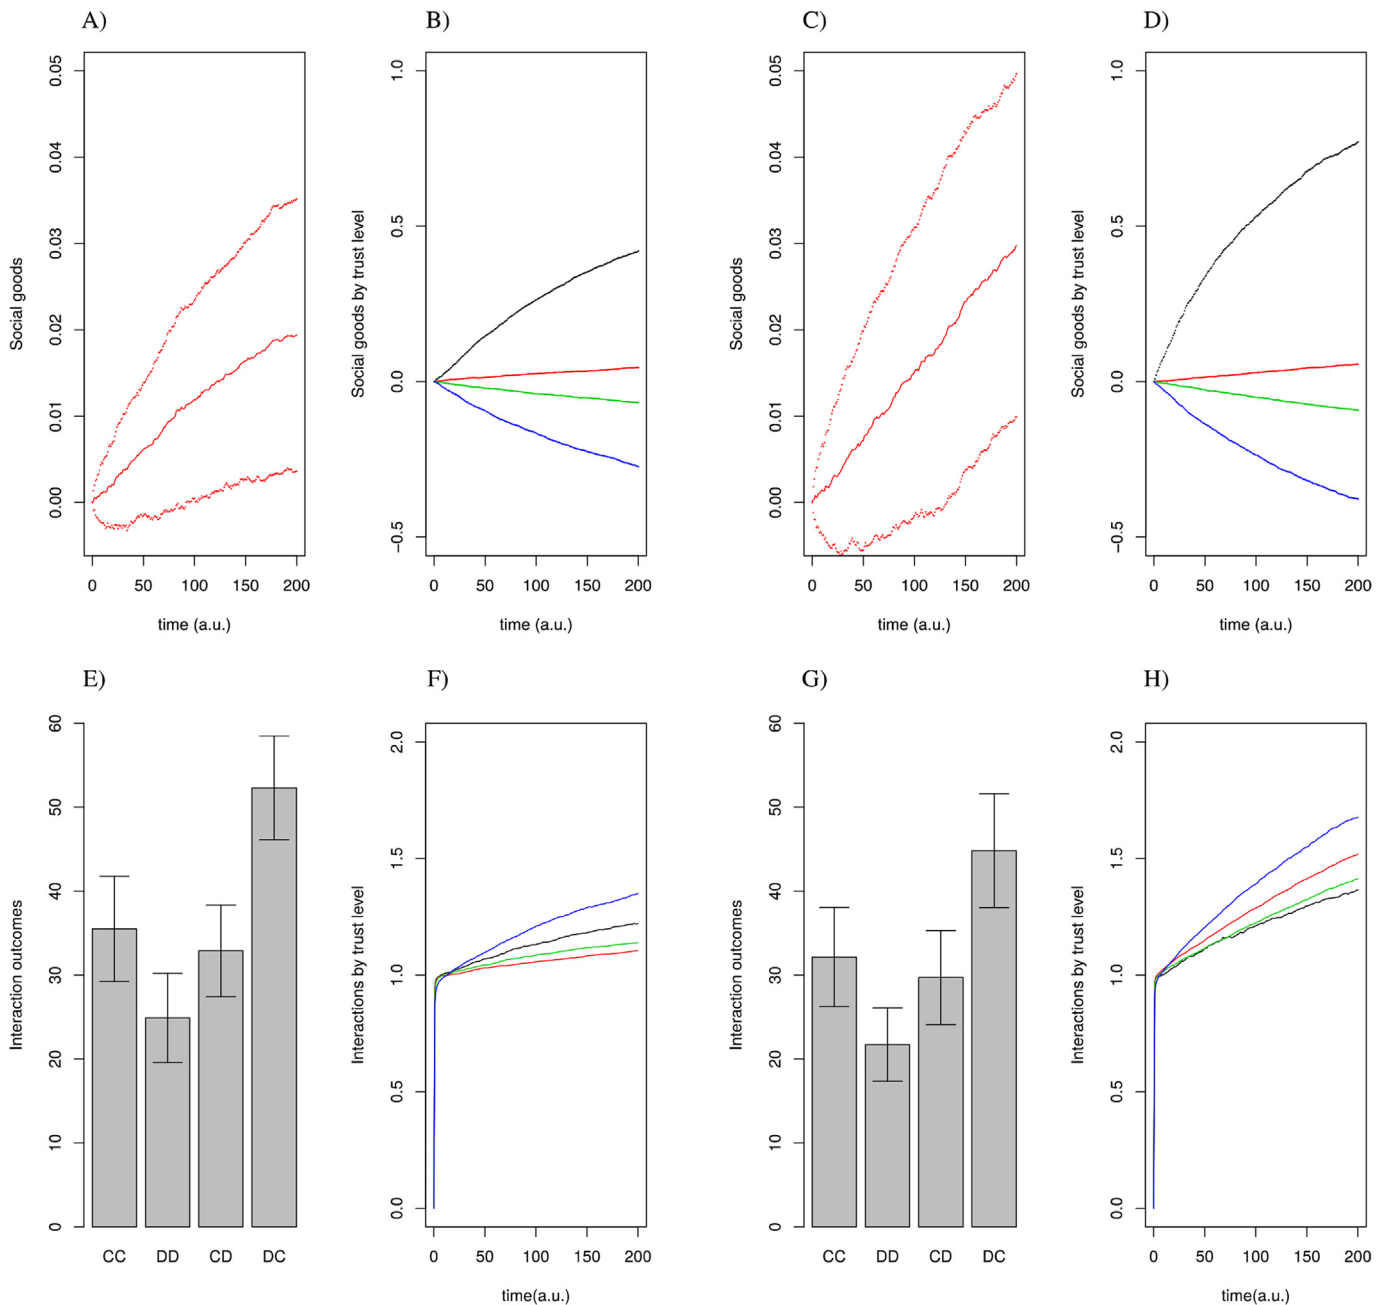 A)
Social goods
0.00 0.01 0.02 0.03 0.04 0.05
0 50 100 150 200
time (a.u.)
B)
Social goods by trust level
−0.5 0.0 0.5 1.0
0 50 100 150 200
time (a.u.)
C)
Social goods
0.00 0.01 0.02 0.03 0.04 0.05
0 50 100 150 200
time (a.u.)
D)
Social goods by trust level
−0.5 0.0 0.5 1.0
0 50 100 150 200
time (a.u.)
E)
Interaction outcomes
0 10 20 30 40 50 60
CC DD CD DC
F)
Interactions by trust level
0.0 0.5 1.0 1.5 2.0
0 50 100 150 200
time(a.u.)
G)
Interaction outcomes
0 10 20 30 40 50 60
CC DD CD DC
H)
Interactions by trust level
0.0 0.5 1.0 1.5 2.0
0 50 100 150 200
time(a.u.)